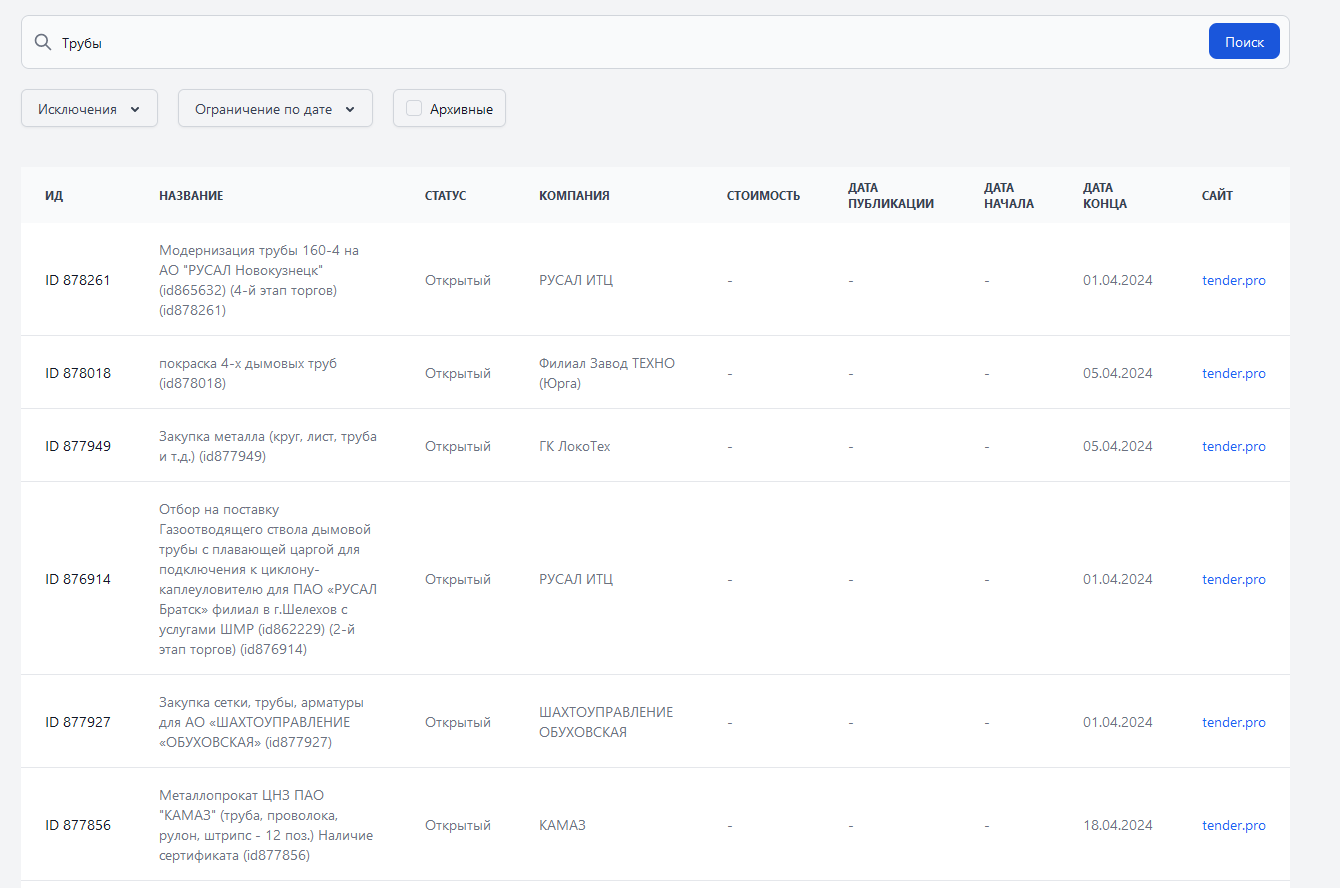 Трубы
Поиск
Исключения
Ограничение по дате
Архивные
ИД
НАЗВАНИЕ
СТАТУС
КОМПАНИЯ
СТОИМОСТЬ
ДАТА
ПУБЛИКАЦИИ
ДАТА
НАЧАЛА
ДАТА
КОНЦА
САЙТ
ID 878261
Модернизация трубы 160-4 на
АО "РУСАЛ Новокузнецк"
(id865632) (4-й этап торгов)
(id878261)
Открытый
РУСАЛ ИТЦ
-
-
-
01.04.2024
tender.pro
ID 878018
покраска 4-х дымовых труб
(id878018)
Открытый
Филиал Завод ТЕХНО
(Юрга)
-
-
-
05.04.2024
tender.pro
ID 877949
Закупка металла (круг, лист, труба
и т.д.) (id877949)
Открытый
ГК ЛокоТех
-
-
-
05.04.2024
tender.pro
ID 876914
Отбор на поставку
Газоотводящего ствола дымовой
трубы с плавающей царгой для
подключения к циклону-
каплеуловителю для ПАО «РУСАЛ
Братск» филиал в г.Шелехов с
услугами ШМР (id862229) (2-й
этап торгов) (id876914)
Открытый
РУСАЛ ИТЦ
-
-
-
01.04.2024
tender.pro
ID 877927
Закупка сетки, трубы, арматуры
для АО «ШАХТОУПРАВЛЕНИЕ
«ОБУХОВСКАЯ» (id877927)
Открытый
ШАХТОУПРАВЛЕНИЕ
ОБУХОВСКАЯ
-
-
-
01.04.2024
tender.pro
ID 877856
Металлопрокат ЦНЗ ПАО
"КАМАЗ" (труба, проволока,
рулон, штрипс - 12 поз.) Наличие
сертификата (id877856)
Открытый
КАМАЗ
-
-
-
18.04.2024
tender.pro